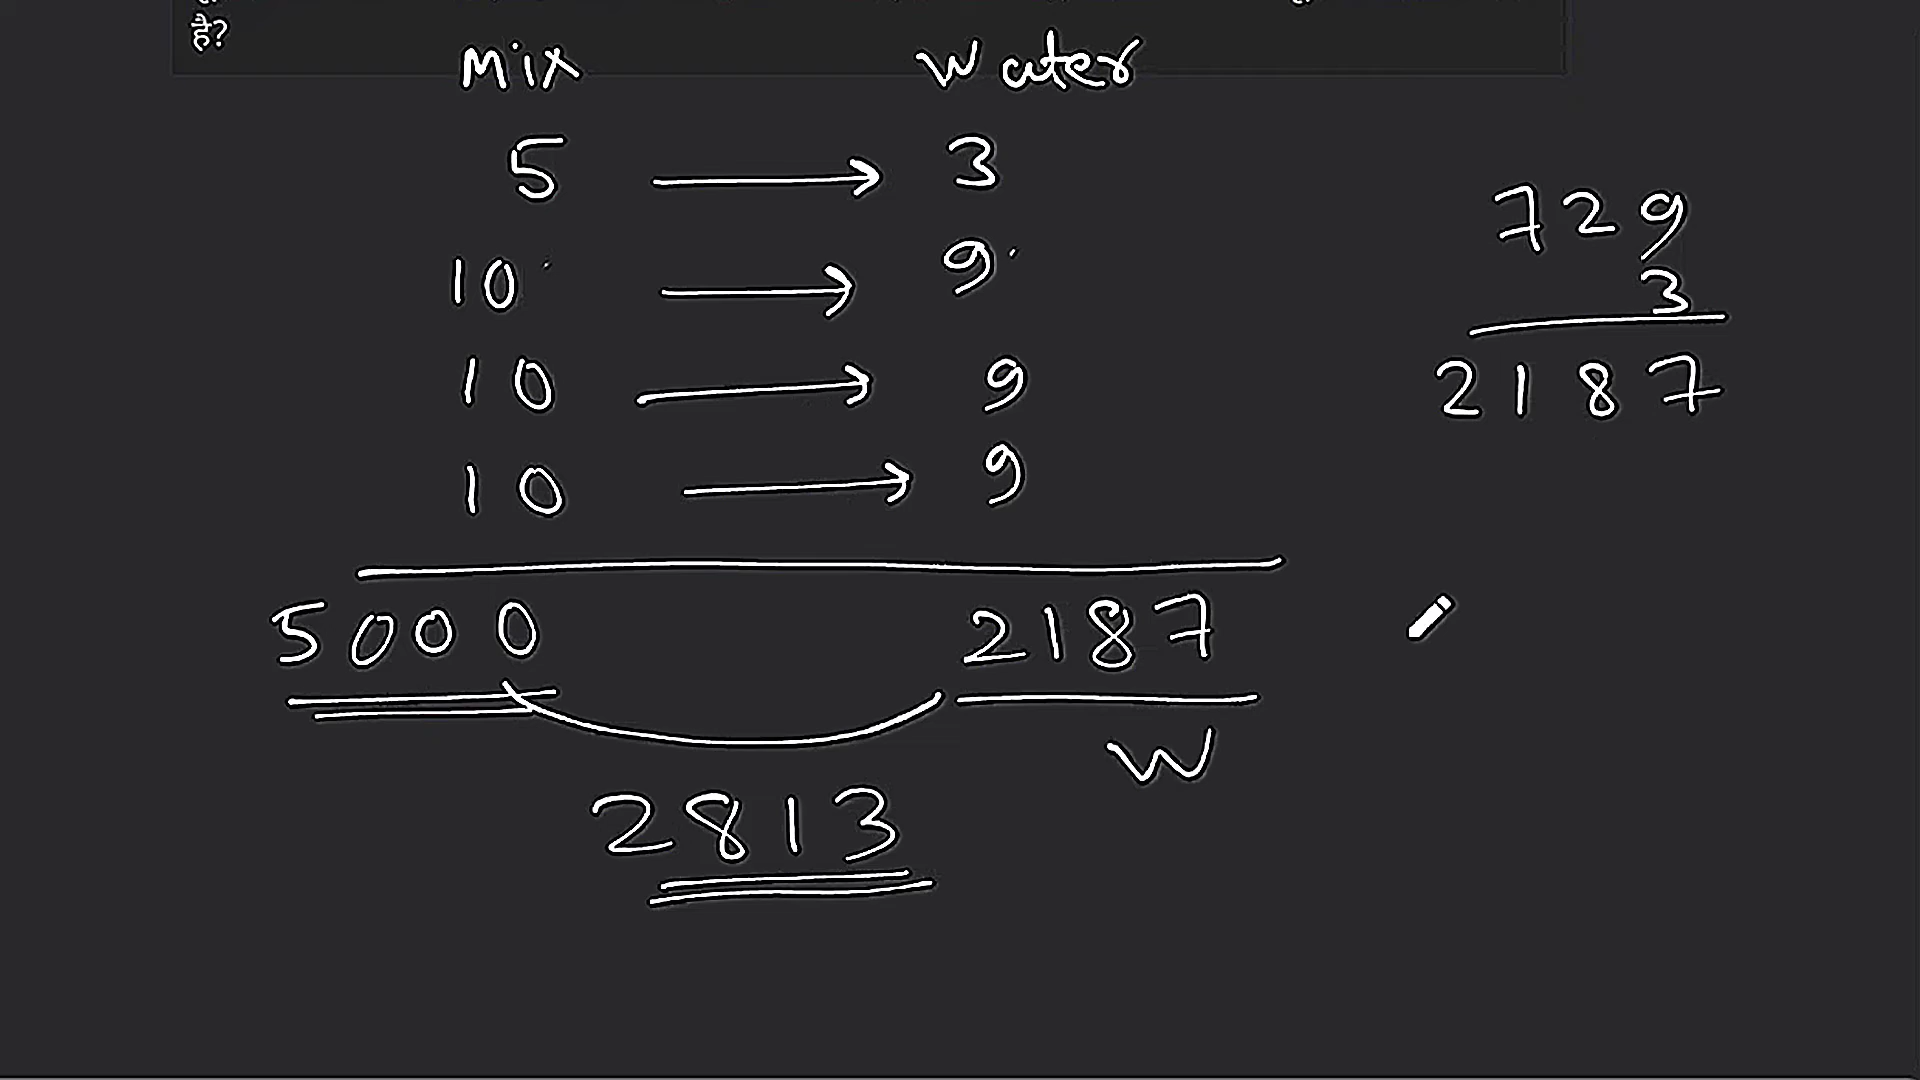 है?
Mix Water
5 → 3
10 → 9
10 → 9
10 → 9
5000 2187
W
2813
729
3
2187